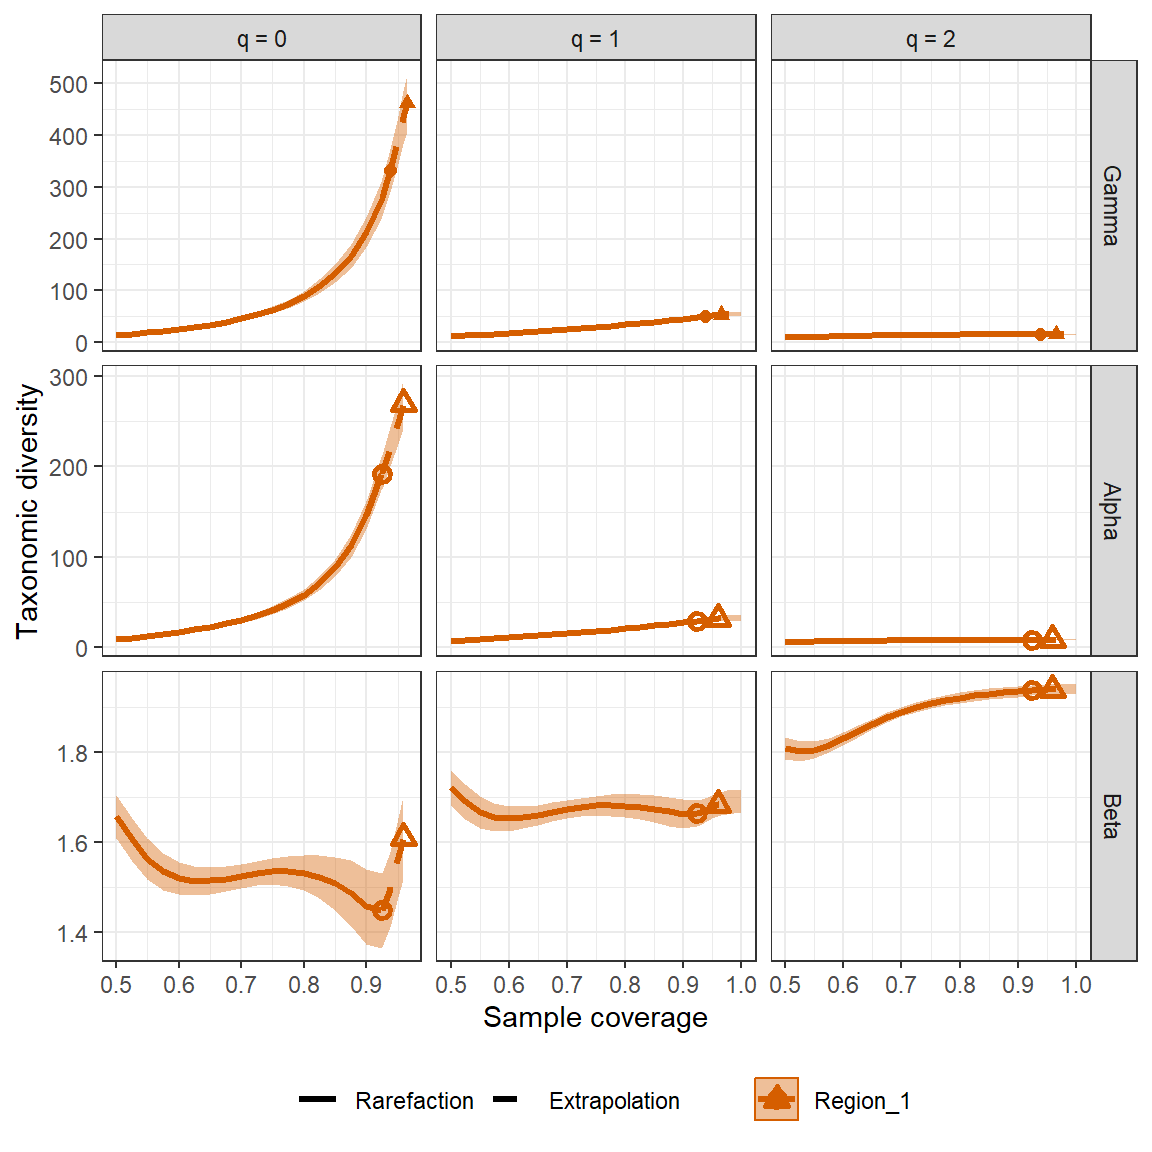 q = 0 q = 1 q = 2
500
400
300
200
100
0
Gamma
300
200
100
0
Alpha
Taxonomic diversity
1.8
1.6
1.4
Beta
0.5 0.6 0.7 0.8 0.9 0.5 0.6 0.7 0.8 0.9 1.0 0.5 0.6 0.7 0.8 0.9 1.0
Sample coverage
Rarefaction Extrapolation Region_1